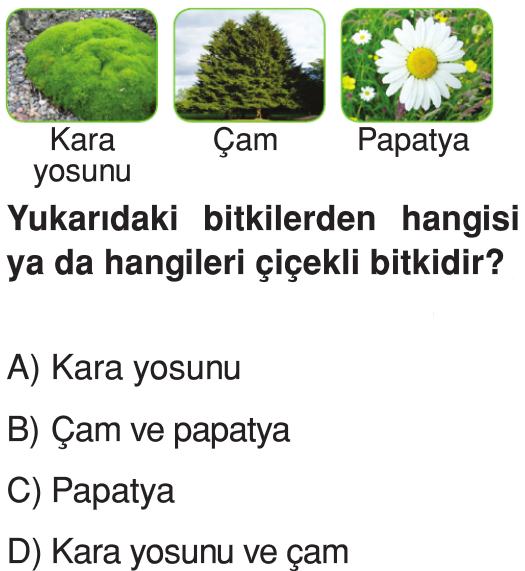 Kara yosunu
Çam
Papatya
Yukarıdaki bitkilerden hangisi
ya da hangileri çiçekli bitkidir?
A) Kara yosunu
B) Çam ve papatya
C) Papatya
D) Kara yosunu ve çam